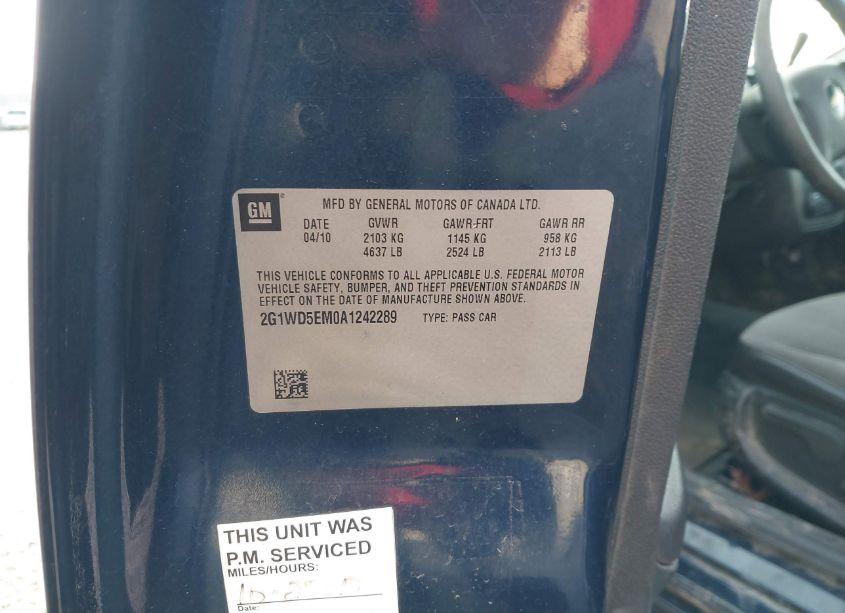 GM
MFD BY GENERAL MOTORS OF CANADA LTD.
DATE GVWR GAWR-FRT GAWR RR
04/10 2103 KG 1145 KG 958 KG
4637 LB 2524 LB 2113 LB
THIS VEHICLE CONFORMS TO ALL APPLICABLE U.S. FEDERAL MOTOR
VEHICLE SAFETY, BUMPER, AND THEFT PREVENTION STANDARDS IN
EFFECT ON THE DATE OF MANUFACTURE SHOWN ABOVE.
2G1WD5EM0A1242289 TYPE: PASS CAR
THIS UNIT WAS
P.M. SERVICED
MILES/HOURS:
Date: